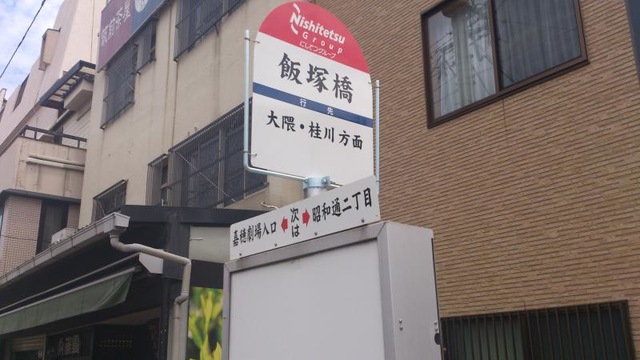 Nishitetsu
Group
にしてつグループ
飯塚橋
行先
大隈・桂川方面
嘉穂劇場入口 次は 昭和通二丁目